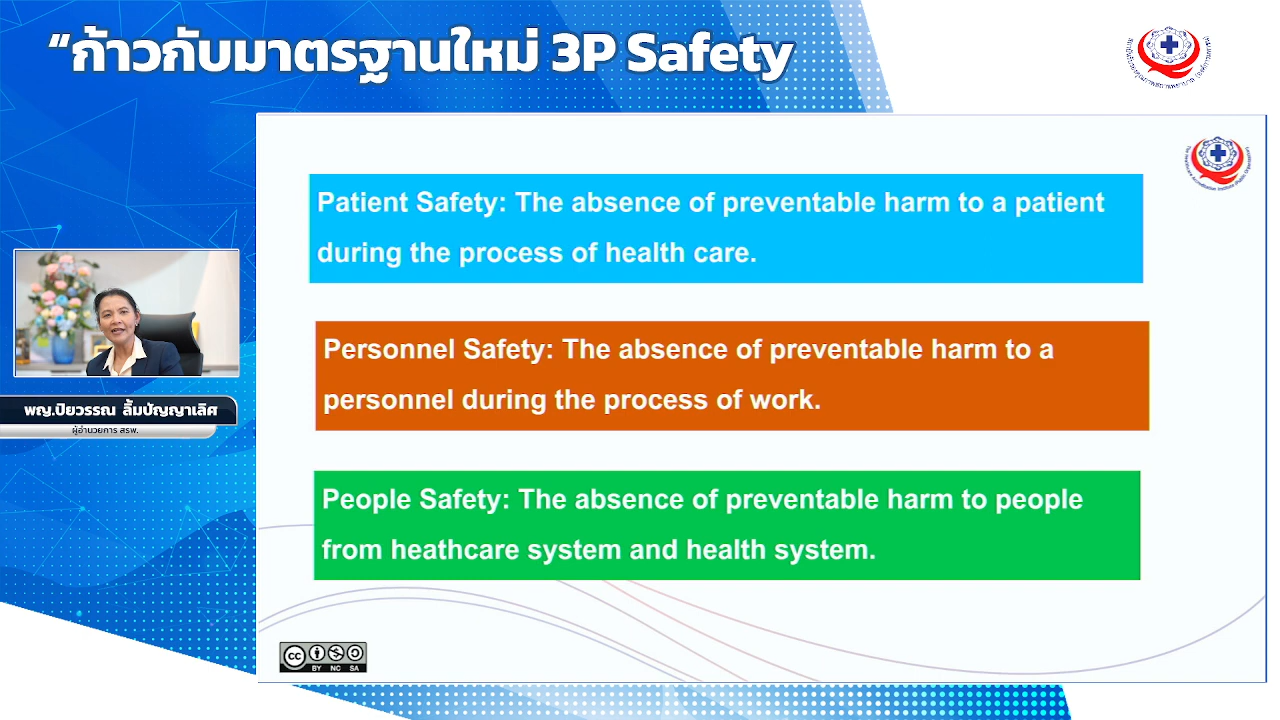 “ก้าวกับมาตรฐานใหม่ 3P Safety
Patient Safety: The absence of preventable harm to a patient
during the process of health care.
Personnel Safety: The absence of preventable harm to a
personnel during the process of work.
พญ.ปิยวรรณ ลิ้มปัญญาเลิศ
ผู้อำนวยการ สรพ.
People Safety: The absence of preventable harm to people
from heathcare system and health system.
cc
BY NC SA